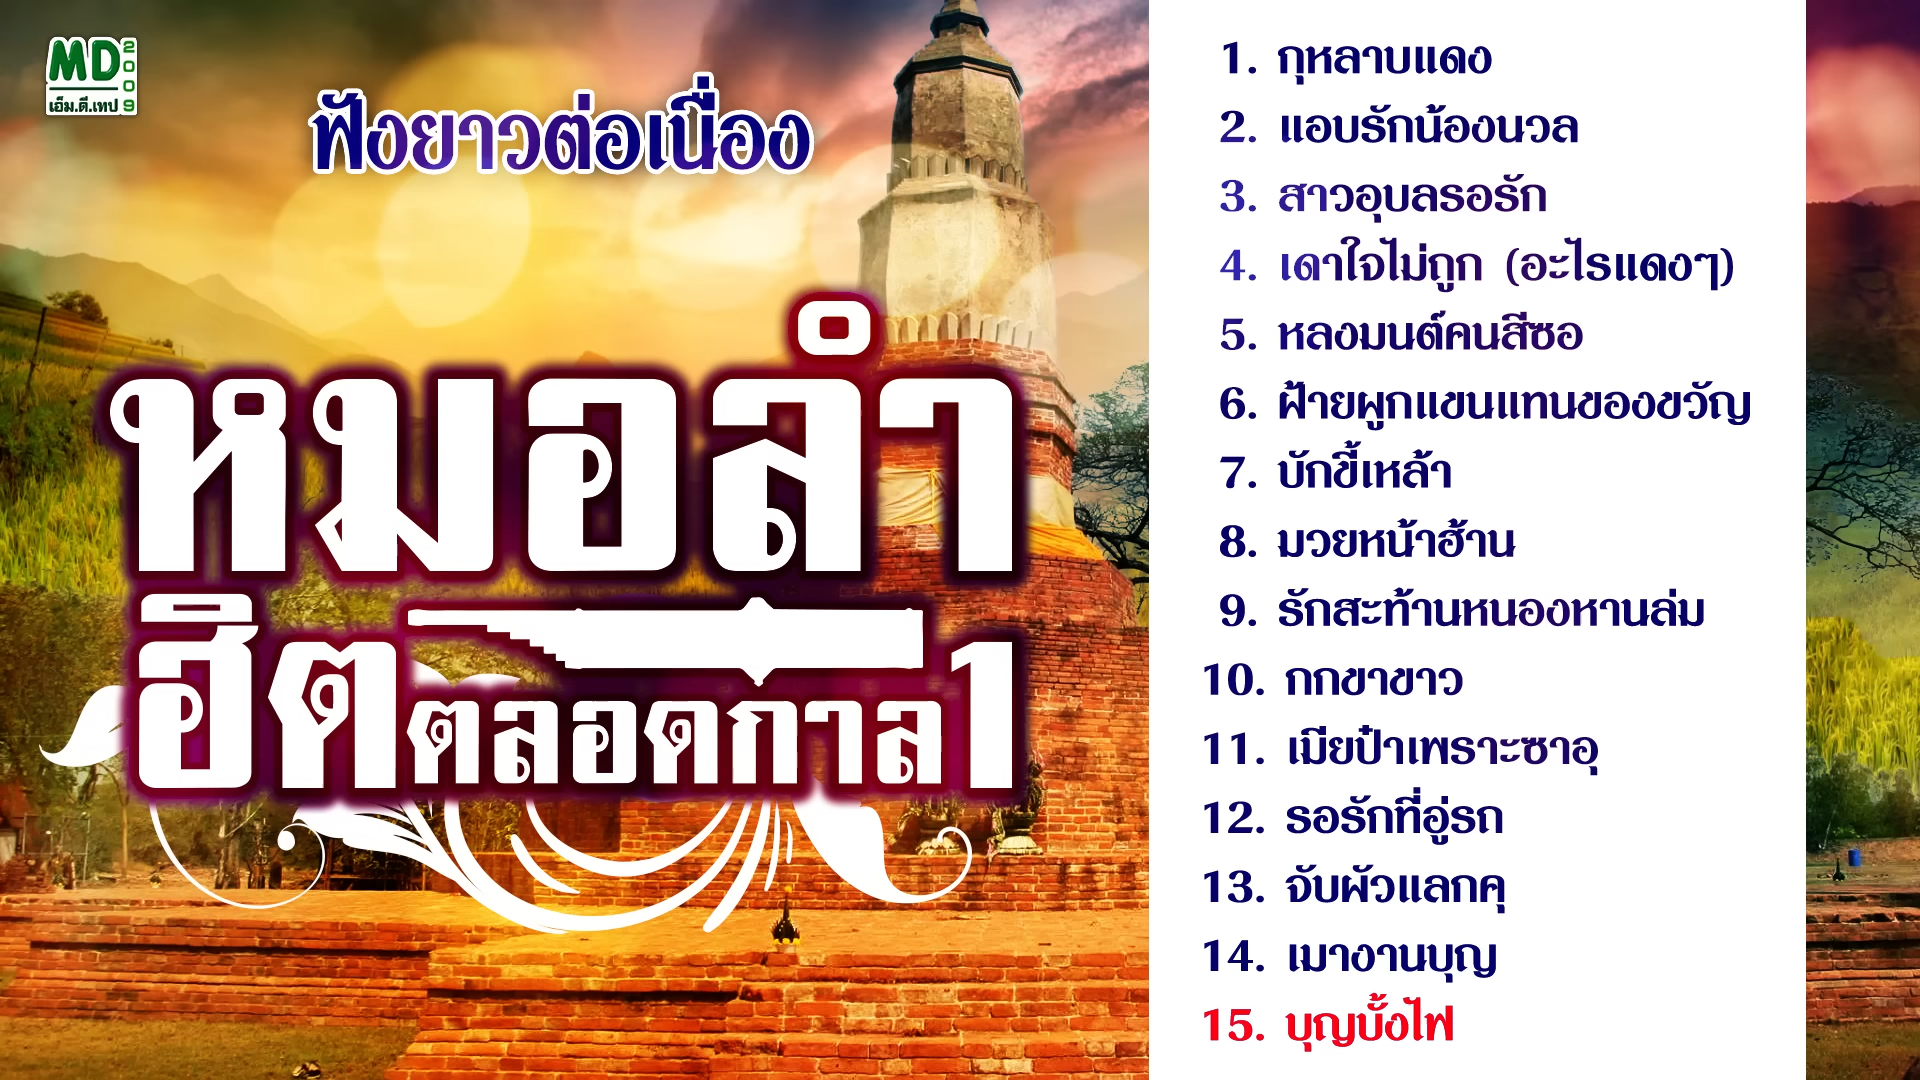 MD
2009
เอ็ม.ดี.เทป
ฟังยาวต่อเนื่อง
หมอลำ
ฮิต
ตลอดกาล 1
1. กุหลาบแดง
2. แอบรักน้องนวล
3. สาวอุบลรอรัก
4. เดาใจไม่ถูก (อะไรแดงๆ)
5. หลงมนต์คนสีซอ
6. ฝ้ายผูกแขนแทนของขวัญ
7. บักขี้เหล้า
8. มวยหน้าฮ้าน
9. รักสะท้านหนองหานล่ม
10. กกขาขาว
11. เมียป๋าเพราะซาอุ
12. รอรักที่อู่รถ
13. จับผัวแลกคุ
14. เมางานบุญ
15. บุญบั้งไฟ